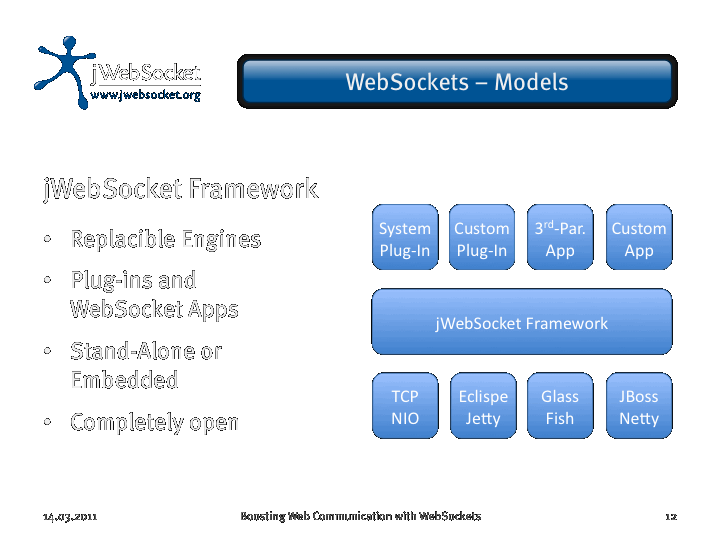 jWebSocket
www.jwebsocket.org
WebSockets – Models
jWebSocket Framework
• Replacible Engines
• Plug-ins and
WebSocket Apps
• Stand-Alone or
Embedded
• Completely open
System
Plug-In
Custom
Plug-In
3rd-Par.
App
Custom
App
jWebSocket Framework
TCP
NIO
Eclispe
Jetty
Glass
Fish
JBoss
Netty
14.03.2011
Boosting Web Communication with WebSockets
12